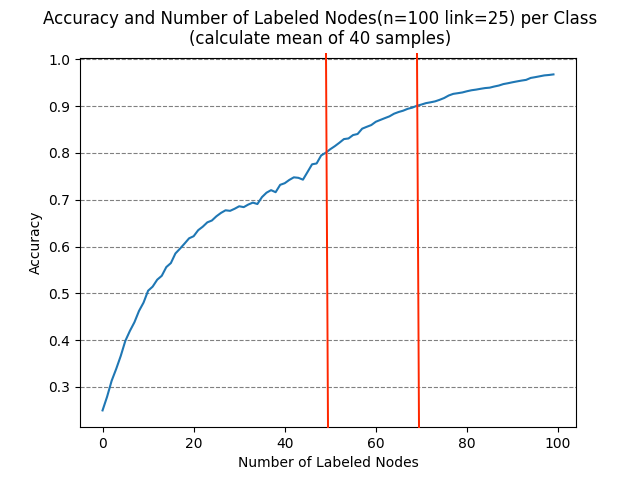 Accuracy and Number of Labeled Nodes(n=100 link=25) per Class
(calculate mean of 40 samples)
1.0
0.9
0.8
0.7
0.6
0.5
0.4
0.3
Accuracy
0 20 40 60 80 100
Number of Labeled Nodes